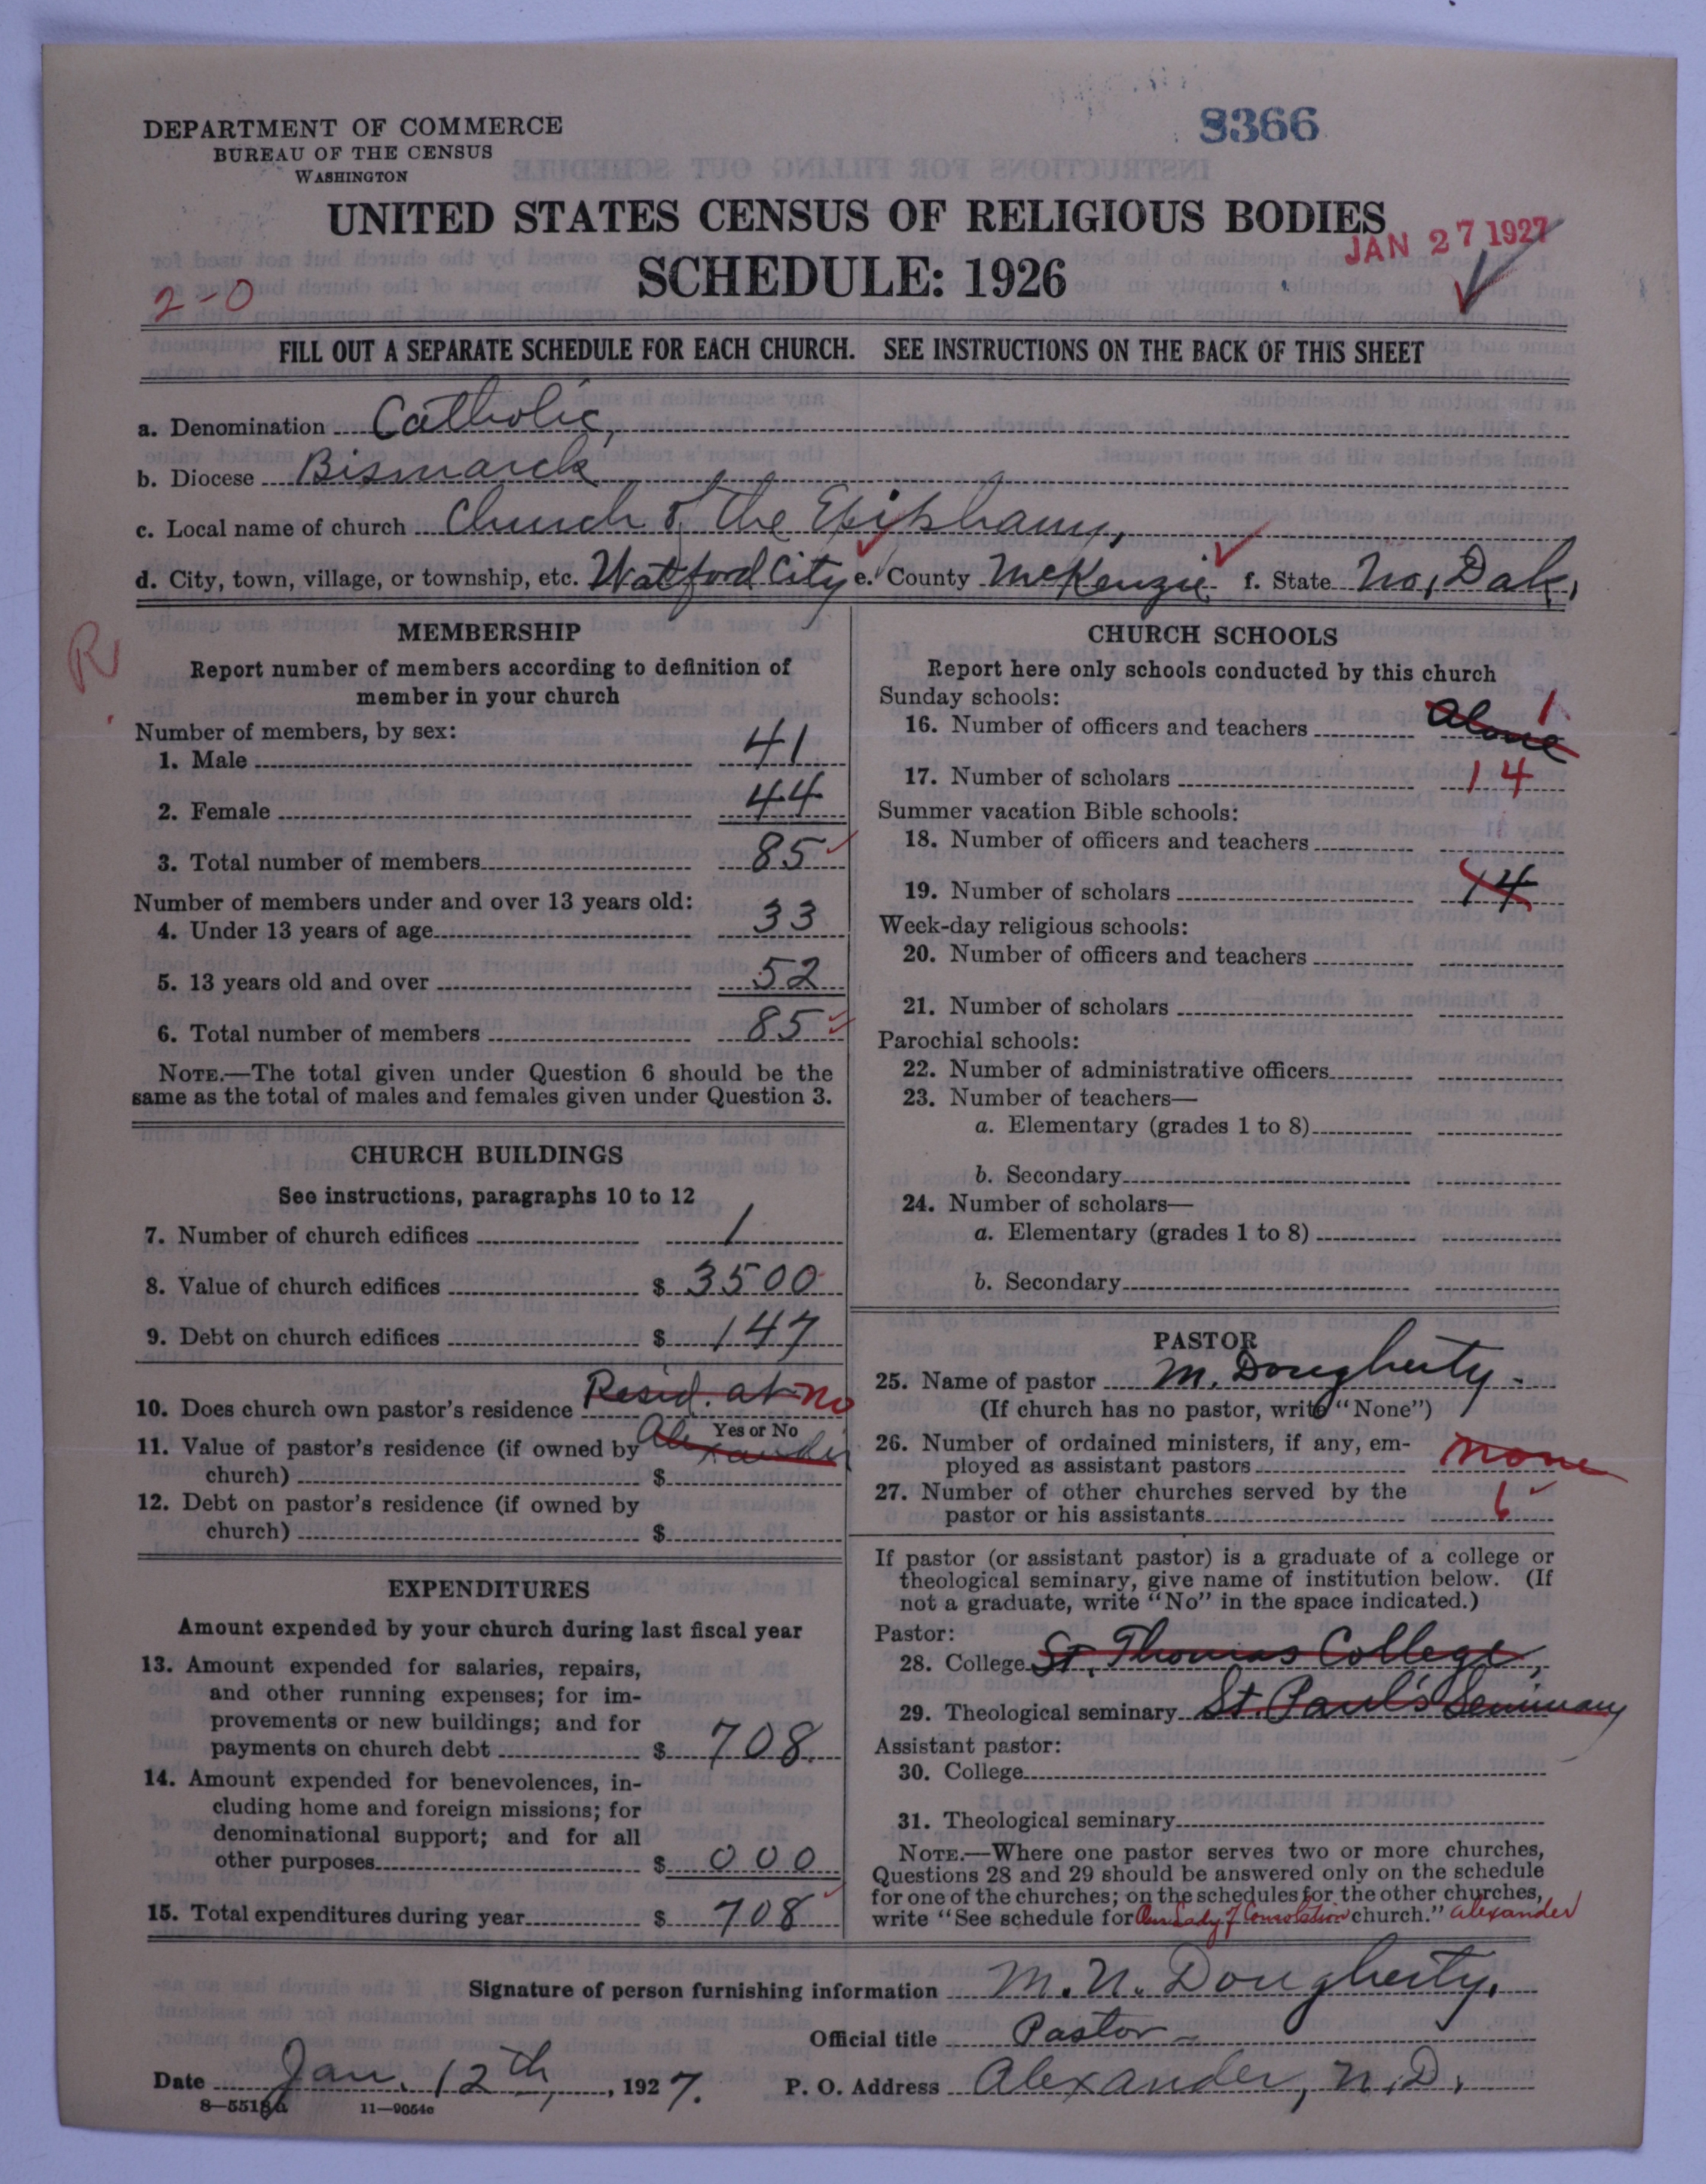 DEPARTMENT OF COMMERCE
BUREAU OF THE CENSUS
WASHINGTON
8366
UNITED STATES CENSUS OF RELIGIOUS BODIES
JAN 27 1927
SCHEDULE: 1926
2-0
FILL OUT A SEPARATE SCHEDULE FOR EACH CHURCH. SEE INSTRUCTIONS ON THE BACK OF THIS SHEET
a. Denomination Catholic,
b. Diocese Bismarck
c. Local name of church Church of the Epiphany,
d. City, town, village, or township, etc. Watford City e. County McKenzie f. State No, Dak,
R
MEMBERSHIP
Report number of members according to definition of
member in your church
Number of members, by sex:
1. Male 41
2. Female 44
3. Total number of members 85
Number of members under and over 13 years old:
4. Under 13 years of age 33
5. 13 years old and over 52
6. Total number of members 85
NOTE.—The total given under Question 6 should be the
same as the total of males and females given under Question 3.
CHURCH BUILDINGS
See instructions, paragraphs 10 to 12
7. Number of church edifices 1
8. Value of church edifices $ 3500
9. Debt on church edifices $ 147
10. Does church own pastor's residence Resid. at no
Yes or No
11. Value of pastor's residence (if owned by Alexander
church) $
12. Debt on pastor's residence (if owned by
church) $
EXPENDITURES
Amount expended by your church during last fiscal year
13. Amount expended for salaries, repairs,
and other running expenses; for im-
provements or new buildings; and for
payments on church debt $ 708.
14. Amount expended for benevolences, in-
cluding home and foreign missions; for
denominational support; and for all
other purposes $ 000
15. Total expenditures during year $ 708
CHURCH SCHOOLS
Report here only schools conducted by this church
Sunday schools:
16. Number of officers and teachers Alone 1
17. Number of scholars 14
Summer vacation Bible schools:
18. Number of officers and teachers
19. Number of scholars 14
Week-day religious schools:
20. Number of officers and teachers
21. Number of scholars
Parochial schools:
22. Number of administrative officers
23. Number of teachers—
a. Elementary (grades 1 to 8)
b. Secondary
24. Number of scholars—
a. Elementary (grades 1 to 8)
b. Secondary
PASTOR
25. Name of pastor M. Dougherty -
(If church has no pastor, write "None")
26. Number of ordained ministers, if any, em-
ployed as assistant pastors none
27. Number of other churches served by the
pastor or his assistants 6
If pastor (or assistant pastor) is a graduate of a college or
theological seminary, give name of institution below. (If
not a graduate, write "No" in the space indicated.)
Pastor:
28. College St. Thomas College,
29. Theological seminary St. Paul's Seminary
Assistant pastor:
30. College
31. Theological seminary
NOTE.—Where one pastor serves two or more churches,
Questions 28 and 29 should be answered only on the schedule
for one of the churches; on the schedules for the other churches,
write "See schedule for Our Lady of Consolation church." Alexander
Signature of person furnishing information M. N. Dougherty.
Official title Pastor -
Date Jan. 12th, 1927. P. O. Address Alexander, N.D.
8-5518a 11-9054c